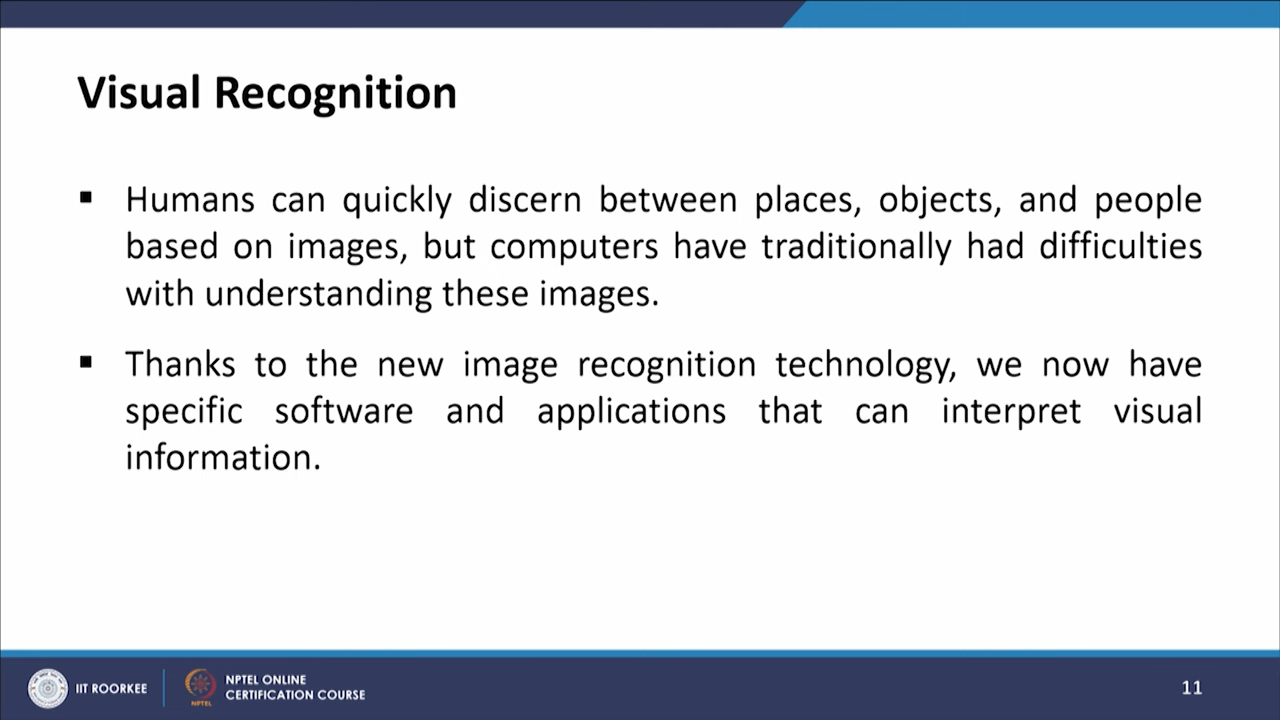 Visual Recognition
▪ Humans can quickly discern between places, objects, and people
based on images, but computers have traditionally had difficulties
with understanding these images.
▪ Thanks to the new image recognition technology, we now have
specific software and applications that can interpret visual
information.
IIT ROORKEE
NPTEL
NPTEL ONLINE
CERTIFICATION COURSE
11